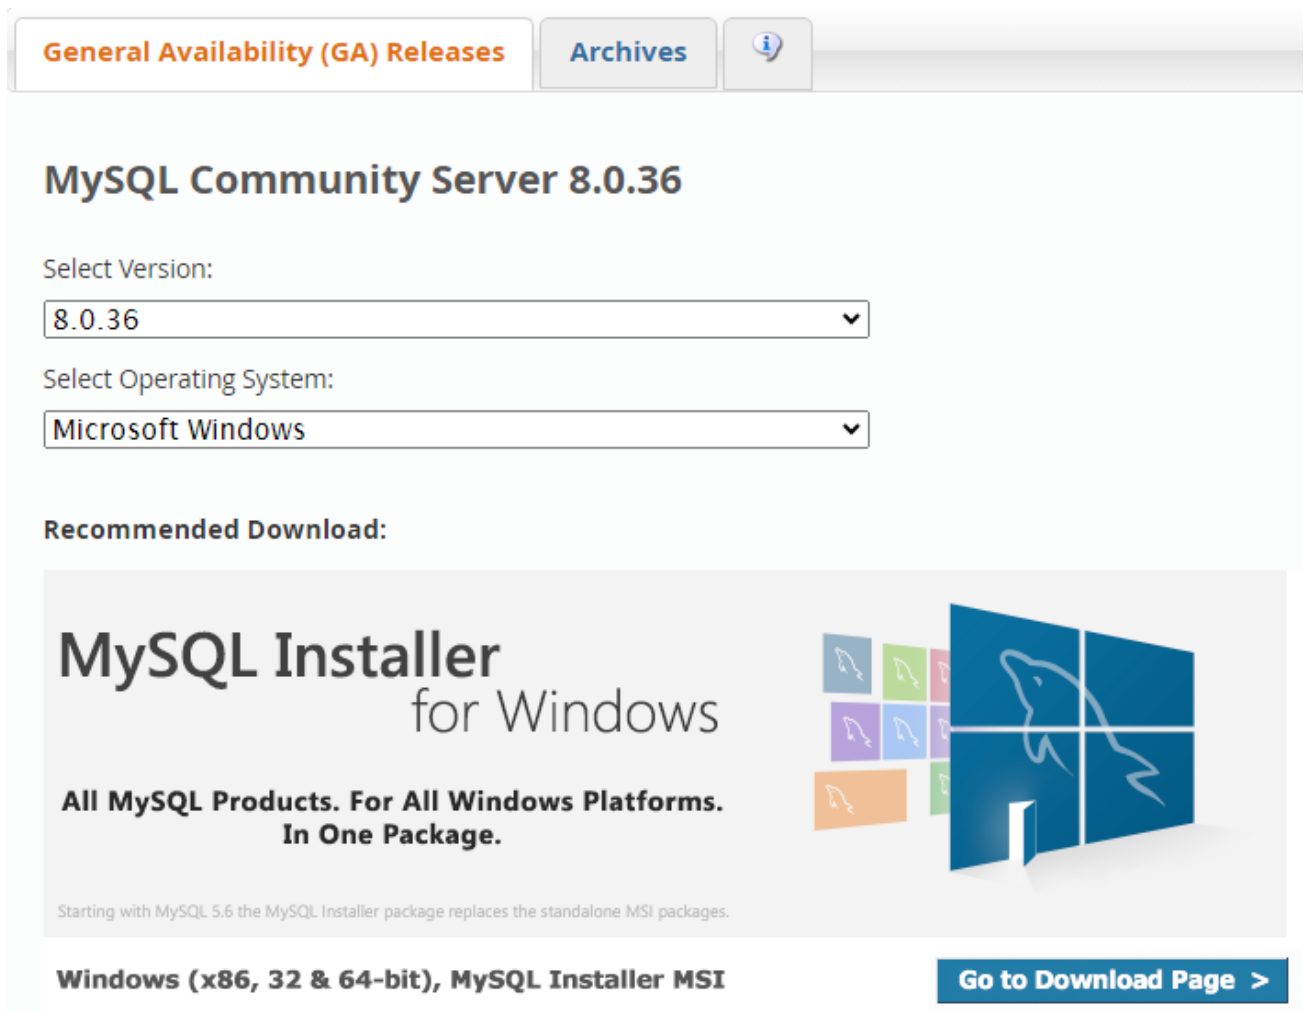 General Availability (GA) Releases
Archives
MySQL Community Server 8.0.36
Select Version:
8.0.36
Select Operating System:
Microsoft Windows
Recommended Download:
MySQL Installer
for Windows
All MySQL Products. For All Windows Platforms.
In One Package.
Starting with MySQL 5.6 the MySQL Installer package replaces the standalone MSI packages.
Windows (x86, 32 & 64-bit), MySQL Installer MSI
Go to Download Page >